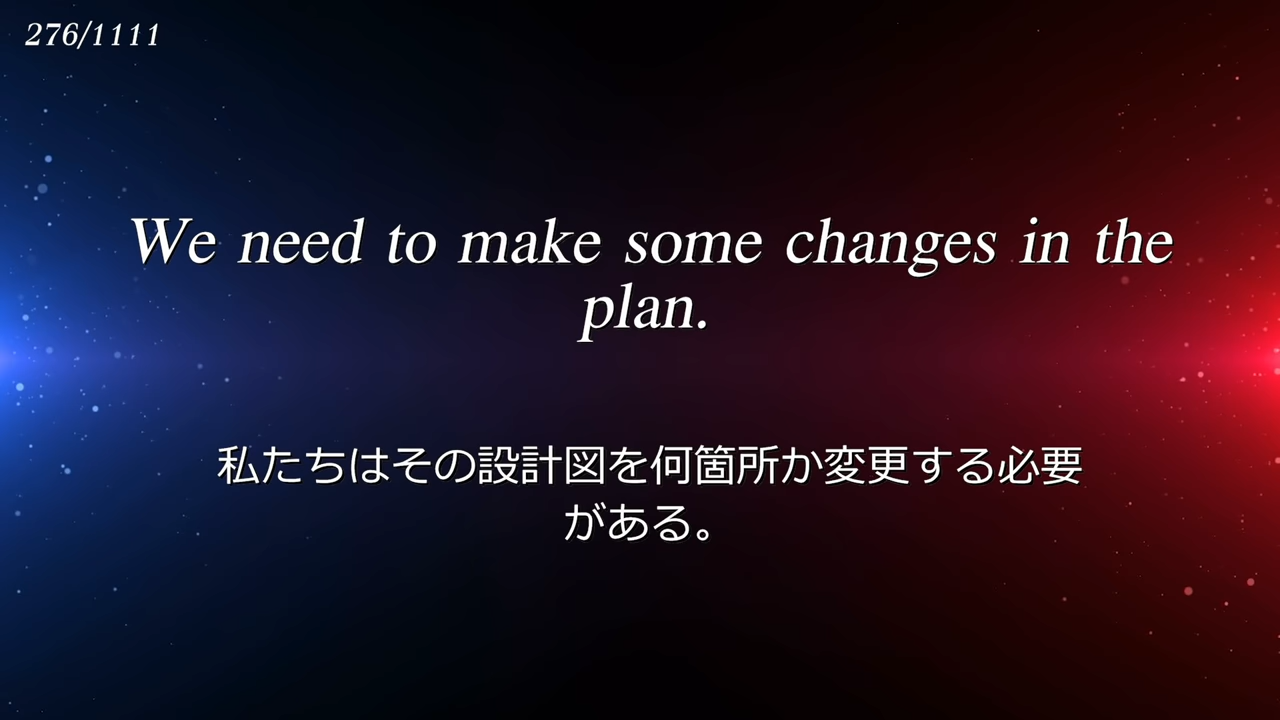 276/1111
We need to make some changes in the
plan.
私たちはその設計図を何箇所か変更する必要
がある。